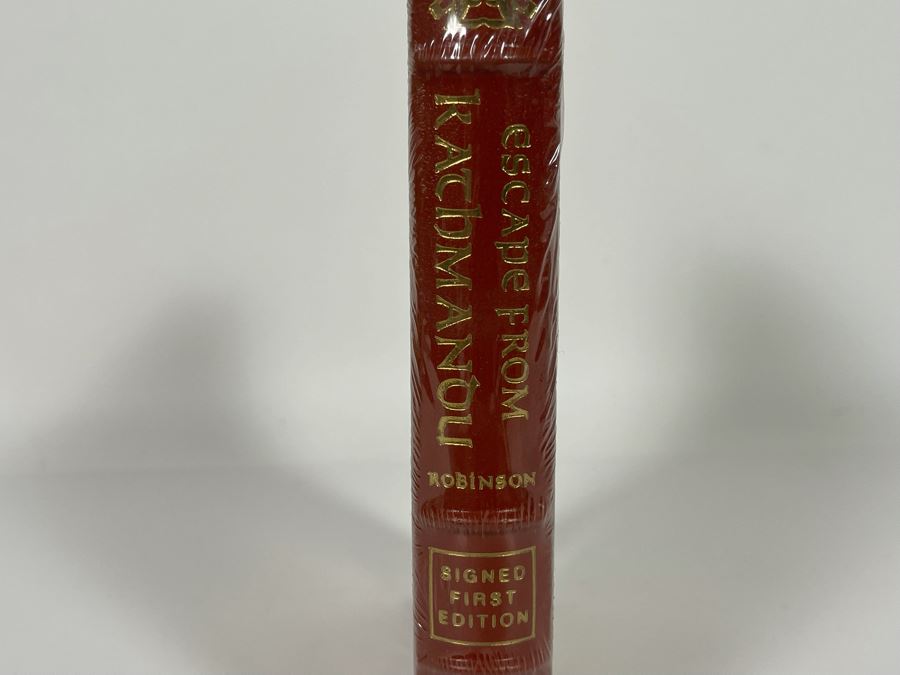 ESCAPE FROM
KATHMANDU
ROBINSON
SIGNED
FIRST
EDITION